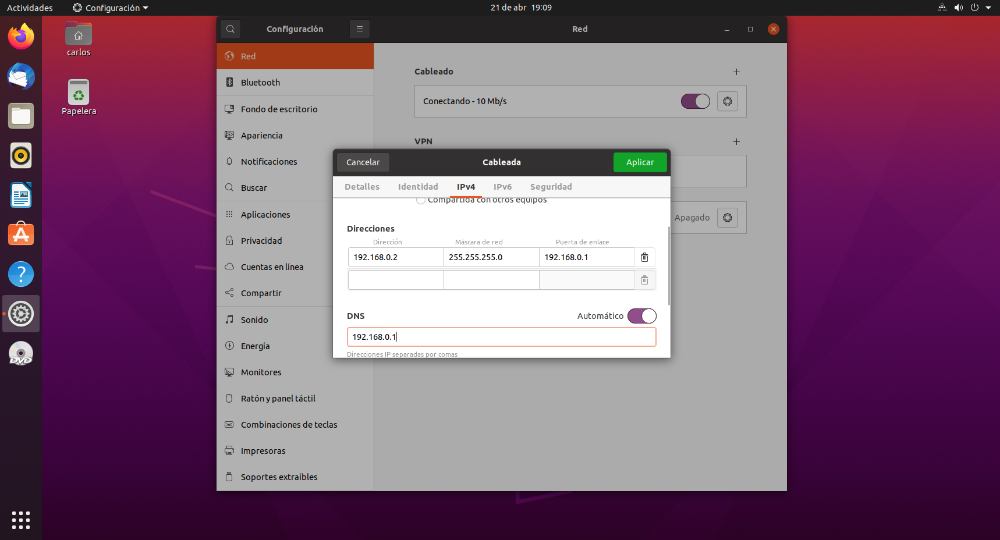 Actividades
Configuración
21 de abr 19:09
carlos
Papelera
DVD
Configuración
Red
Bluetooth
Fondo de escritorio
Apariencia
Notificaciones
Buscar
Aplicaciones
Privacidad
Cuentas en línea
Compartir
Sonido
Energía
Monitores
Ratón y panel táctil
Combinaciones de teclas
Impresoras
Soportes extraíbles
Red
Cableado
Conectando - 10 Mb/s
VPN
Apagado
Cancelar
Cableada
Aplicar
Detalles Identidad IPv4 IPv6 Seguridad
Compartida con otros equipos
Direcciones
Dirección Máscara de red Puerta de enlace
192.168.0.2 255.255.255.0 192.168.0.1
DNS Automático
192.168.0.1
Direcciones IP separadas por comas